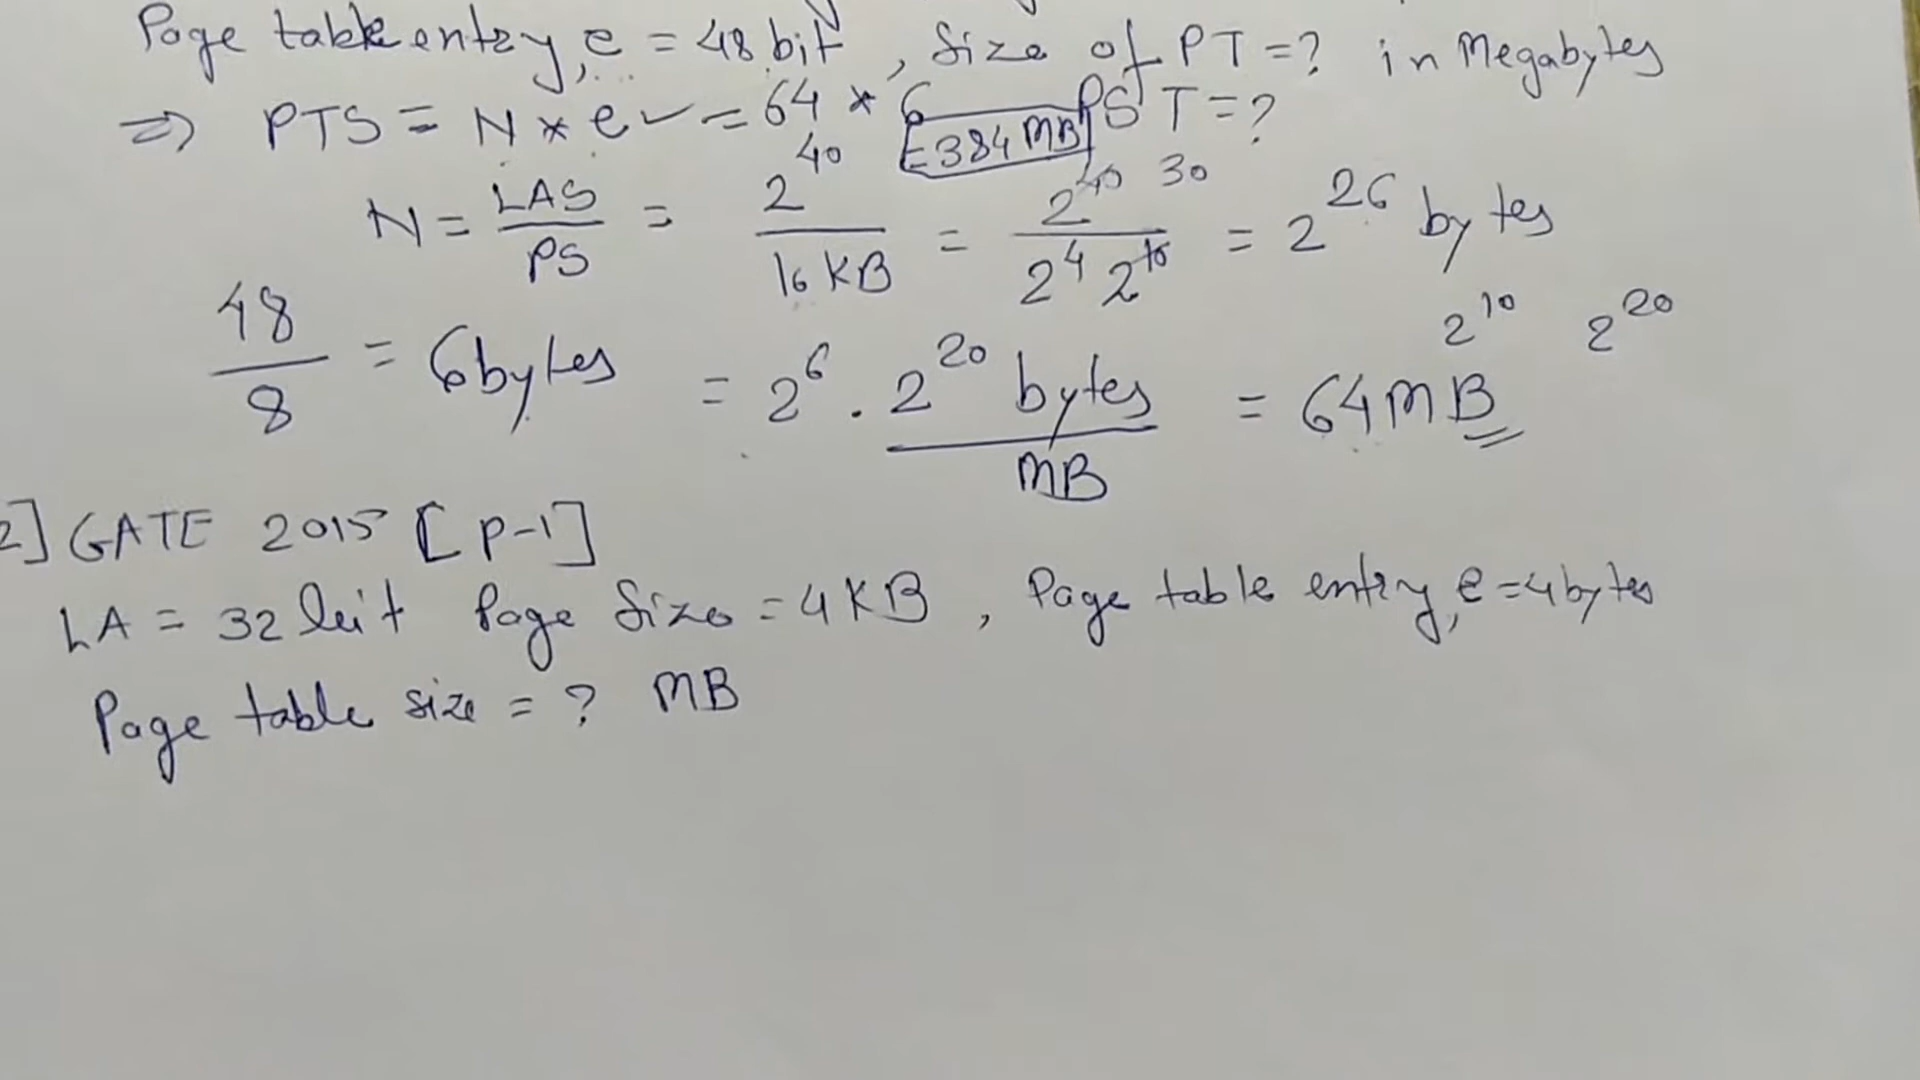 Page table entry, e = 48 bit, Size of PT = ? in Megabytes
⇒ PTS = N * e ✓ = 64 * 6 PS T = ?
= 384 MB
N = LAS / PS = 2^40 / 16 KB = 2^40 30 / 2^4 2^10 = 2^26 bytes
48 / 8 = 6 bytes = 2^6 . 2^20 bytes = 64 MB 2^10 2^20
MB
2] GATE 2015 [P-1]
LA = 32 bit Page Size = 4 KB, Page table entry, e = 4 bytes
Page table size = ? MB